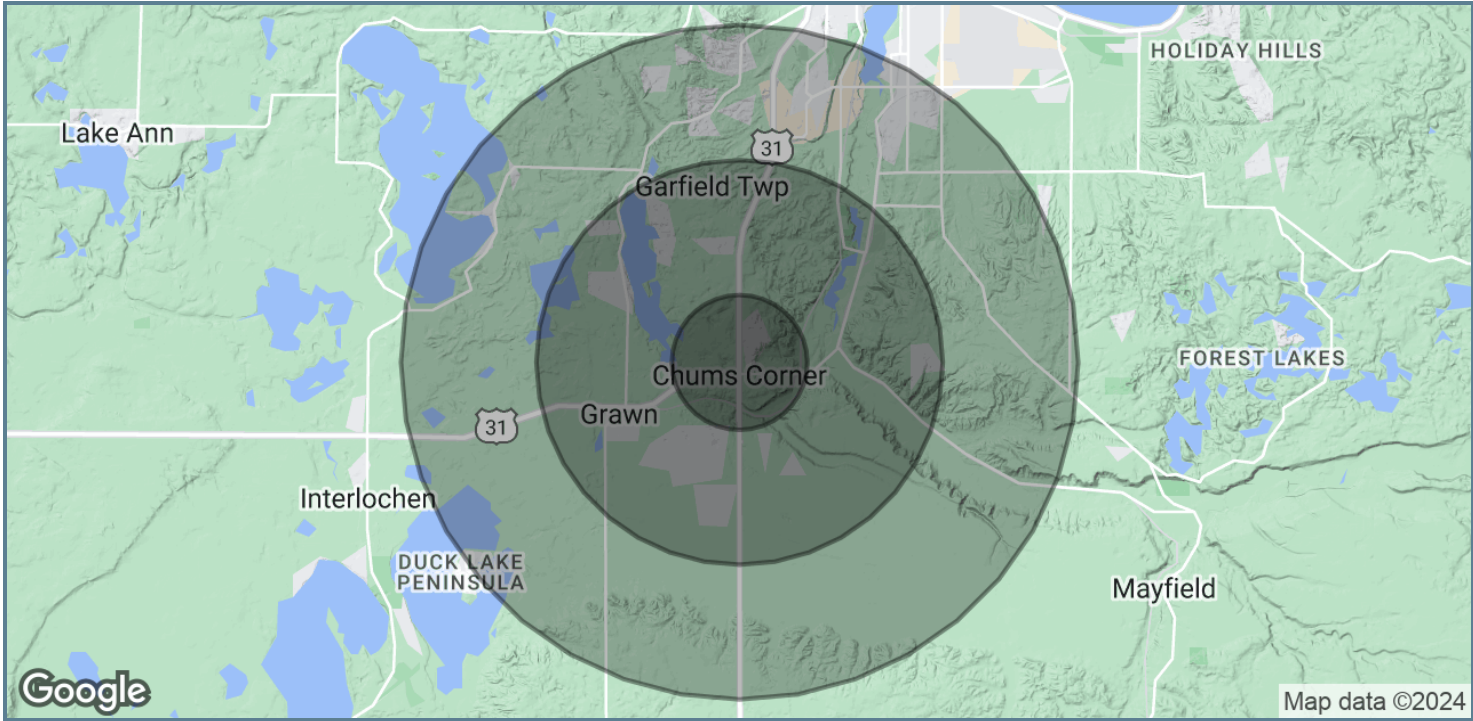 HOLIDAY HILLS
Lake Ann
31
Garfield Twp
FOREST LAKES
Chums Corner
Grawn
31
Interlochen
DUCK LAKE
PENINSULA
Mayfield
Google
Map data ©2024